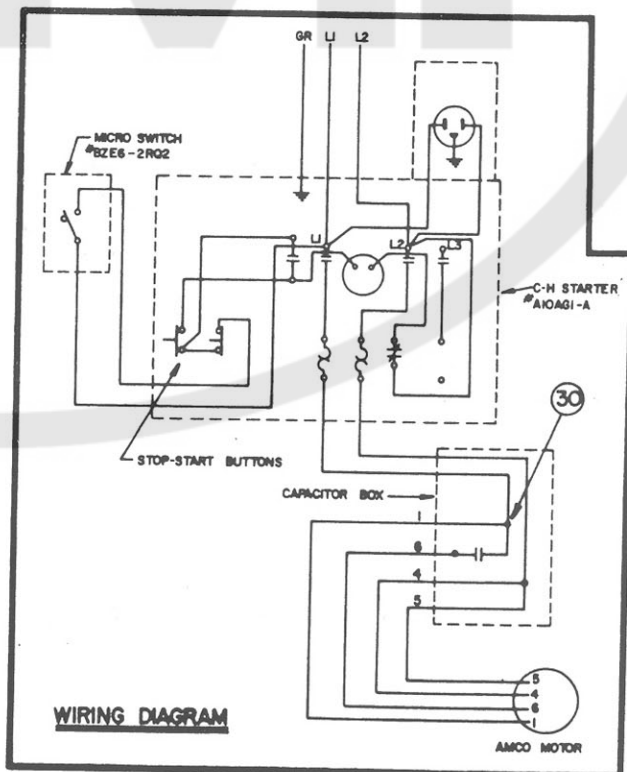 GR L1 L2
MICRO SWITCH
#BZE6-2RQ2
L1 L2 L3
C-H STARTER
#A10AG1-A
30
STOP-START BUTTONS
CAPACITOR BOX
1
6
4
5
5
4
6
1
WIRING DIAGRAM
AMCO MOTOR